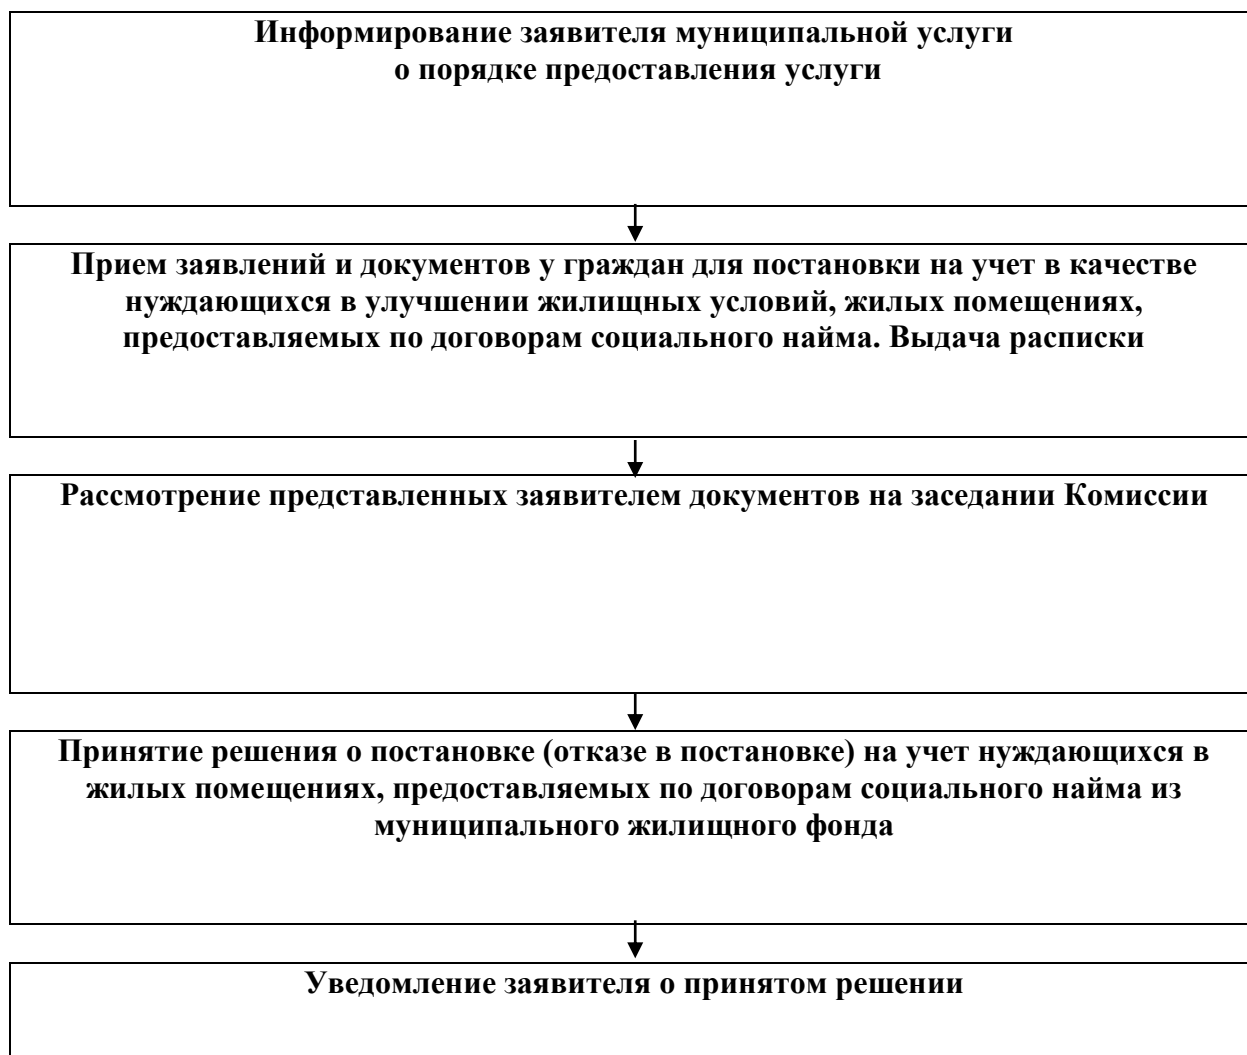 Информирование заявителя муниципальной услуги
о порядке предоставления услуги
Прием заявлений и документов у граждан для постановки на учет в качестве
нуждающихся в улучшении жилищных условий, жилых помещениях,
предоставляемых по договорам социального найма. Выдача расписки
Рассмотрение представленных заявителем документов на заседании Комиссии
Принятие решения о постановке (отказе в постановке) на учет нуждающихся в
жилых помещениях, предоставляемых по договорам социального найма из
муниципального жилищного фонда
Уведомление заявителя о принятом решении